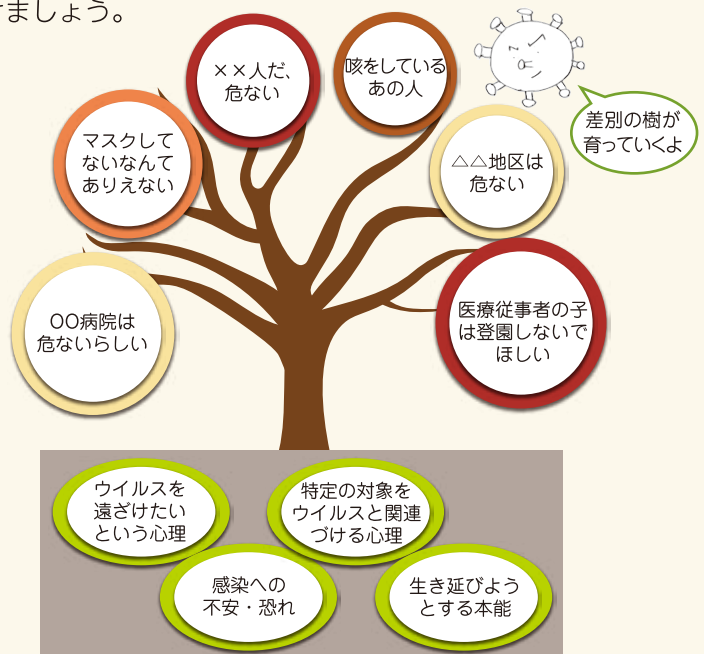 けましょう。
××人だ、
危ない
咳をしている
あの人
差別の樹が
育っていくよ
マスクして
ないなんて
ありえない
△△地区は
危ない
〇〇病院は
危ないらしい
医療従事者の子
は登園しないで
ほしい
ウイルスを
遠ざけたい
という心理
特定の対象を
ウイルスと関連
づける心理
感染への
不安・恐れ
生き延びよう
とする本能